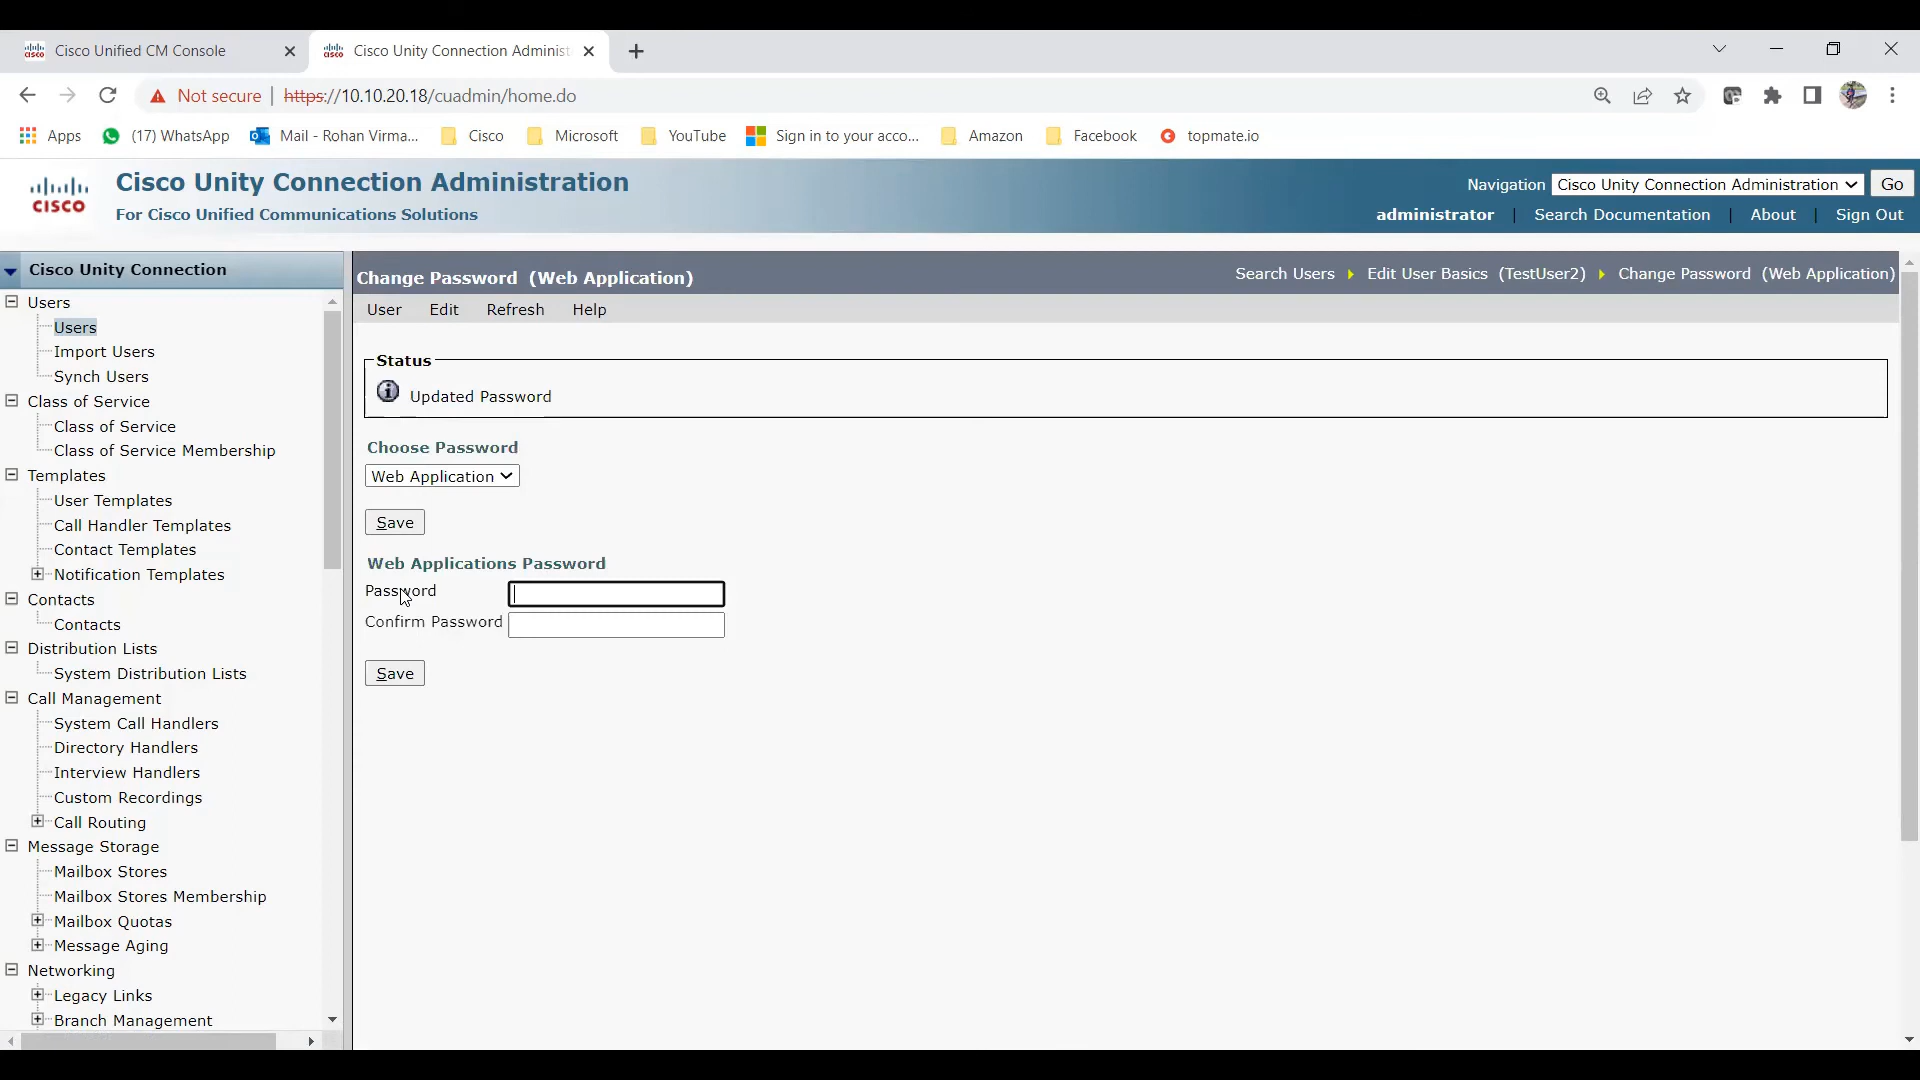 Cisco Unified CM Console
Cisco Unity Connection Administ
Not secure | https://10.10.20.18/cuadmin/home.do
Apps
(17) WhatsApp
Mail - Rohan Virma...
Cisco
Microsoft
YouTube
Sign in to your acco...
Amazon
Facebook
topmate.io
CISCO
Cisco Unity Connection Administration
For Cisco Unified Communications Solutions
Navigation Cisco Unity Connection Administration Go
administrator | Search Documentation | About | Sign Out
Cisco Unity Connection
Users
Users
Import Users
Synch Users
Class of Service
Class of Service
Class of Service Membership
Templates
User Templates
Call Handler Templates
Contact Templates
Notification Templates
Contacts
Contacts
Distribution Lists
System Distribution Lists
Call Management
System Call Handlers
Directory Handlers
Interview Handlers
Custom Recordings
Call Routing
Message Storage
Mailbox Stores
Mailbox Stores Membership
Mailbox Quotas
Message Aging
Networking
Legacy Links
Branch Management
Change Password (Web Application)
Search Users
Edit User Basics (TestUser2)
Change Password (Web Application)
User Edit Refresh Help
Status
Updated Password
Choose Password
Web Application
Save
Web Applications Password
Password
Confirm Password
Save